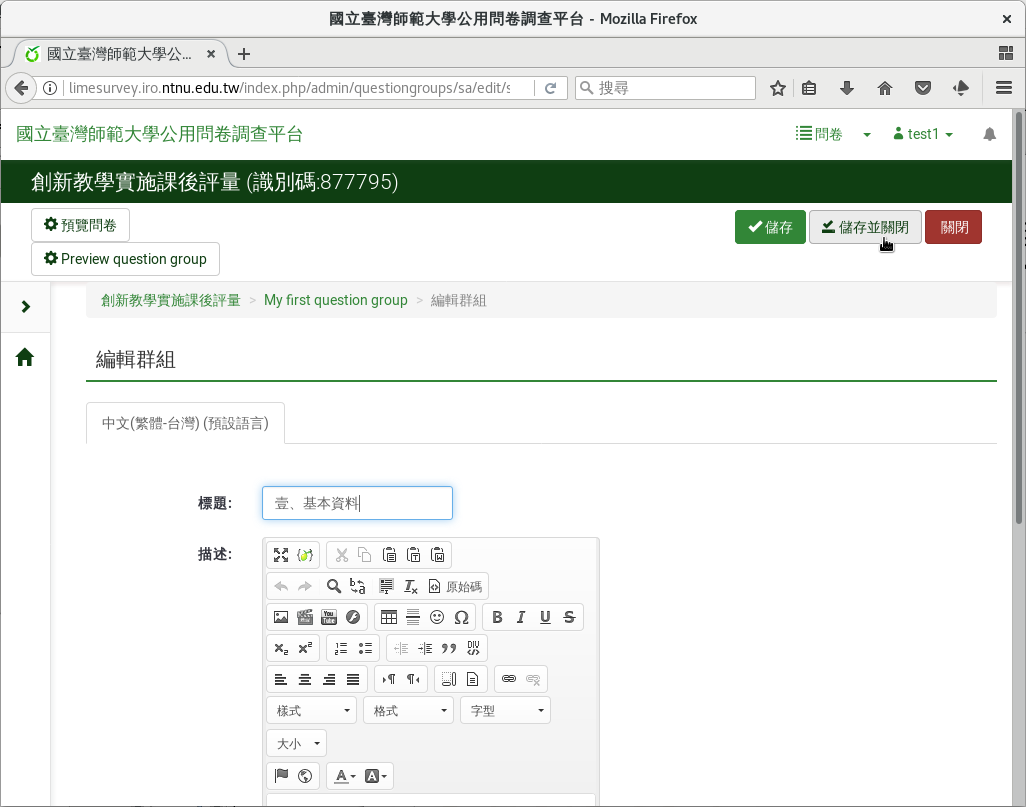 國立臺灣師範大學公用問卷調查平台 - Mozilla Firefox
國立臺灣師範大學公...
limesurvey.iro.ntnu.edu.tw/index.php/admin/questiongroups/sa/edit/s
搜尋
國立臺灣師範大學公用問卷調查平台
問卷
test1
創新教學實施課後評量 (識別碼:877795)
預覽問卷
儲存
儲存並關閉
關閉
Preview question group
創新教學實施課後評量 > My first question group > 編輯群組
編輯群組
中文(繁體-台灣) (預設語言)
標題:
壹、基本資料
描述:
原始碼
You Tube
B I U S
DIV
樣式
格式
字型
大小
A
A